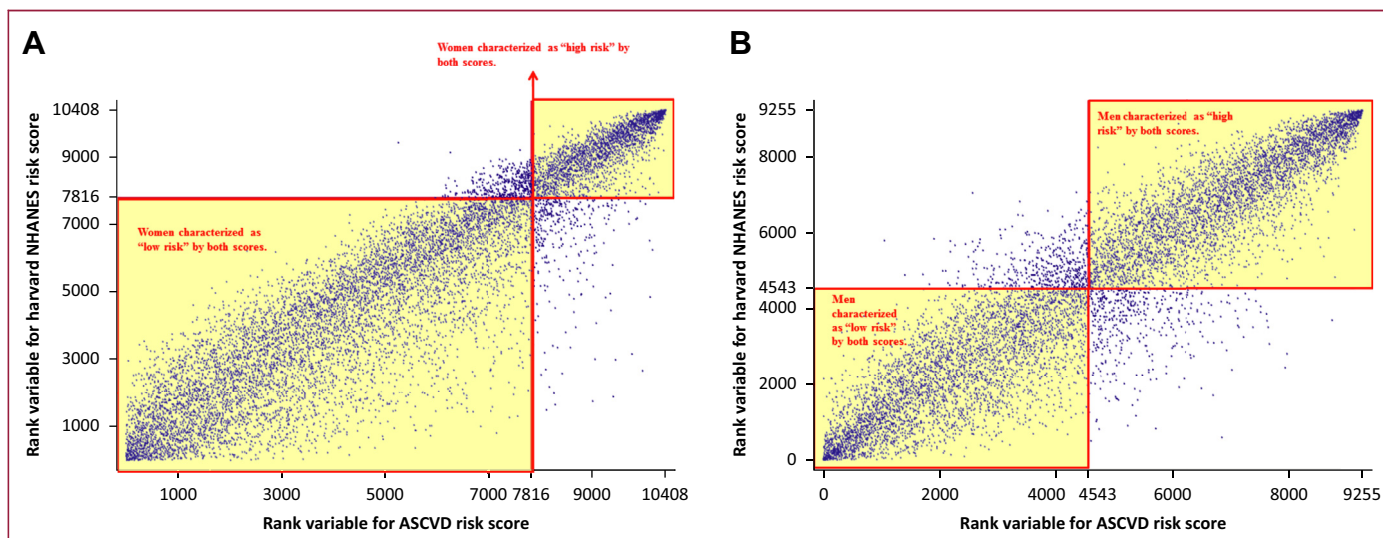 A
Women characterized as "high risk" by
both scores.
Rank variable for harvard NHANES risk score
10408
9000
7816
7000
5000
3000
1000
Women characterized as
"low risk" by both scores.
1000 3000 5000 7000 7816 9000 10408
Rank variable for ASCVD risk score
B
Rank variable for harvard NHANES risk score
9255
8000
6000
4543
4000
2000
0
Men characterized as "high
risk" by both scores.
Men
characterized
as "low risk"
by both scores.
0 2000 4000 4543 6000 8000 9255
Rank variable for ASCVD risk score